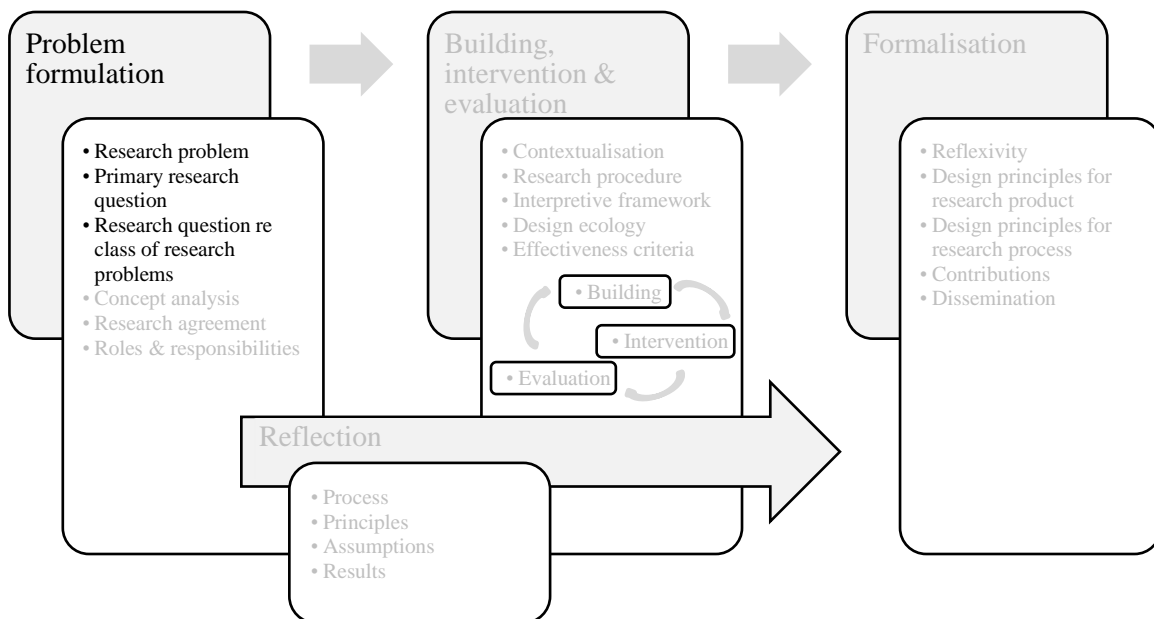 Problem
formulation
• Research problem
• Primary research
question
• Research question re
class of research
problems
• Concept analysis
• Research agreement
• Roles & responsibilities
Building,
intervention &
evaluation
• Contextualisation
• Research procedure
• Interpretive framework
• Design ecology
• Effectiveness criteria
• Building
• Intervention
• Evaluation
Formalisation
• Reflexivity
• Design principles for
research product
• Design principles for
research process
• Contributions
• Dissemination
Reflection
• Process
• Principles
• Assumptions
• Results